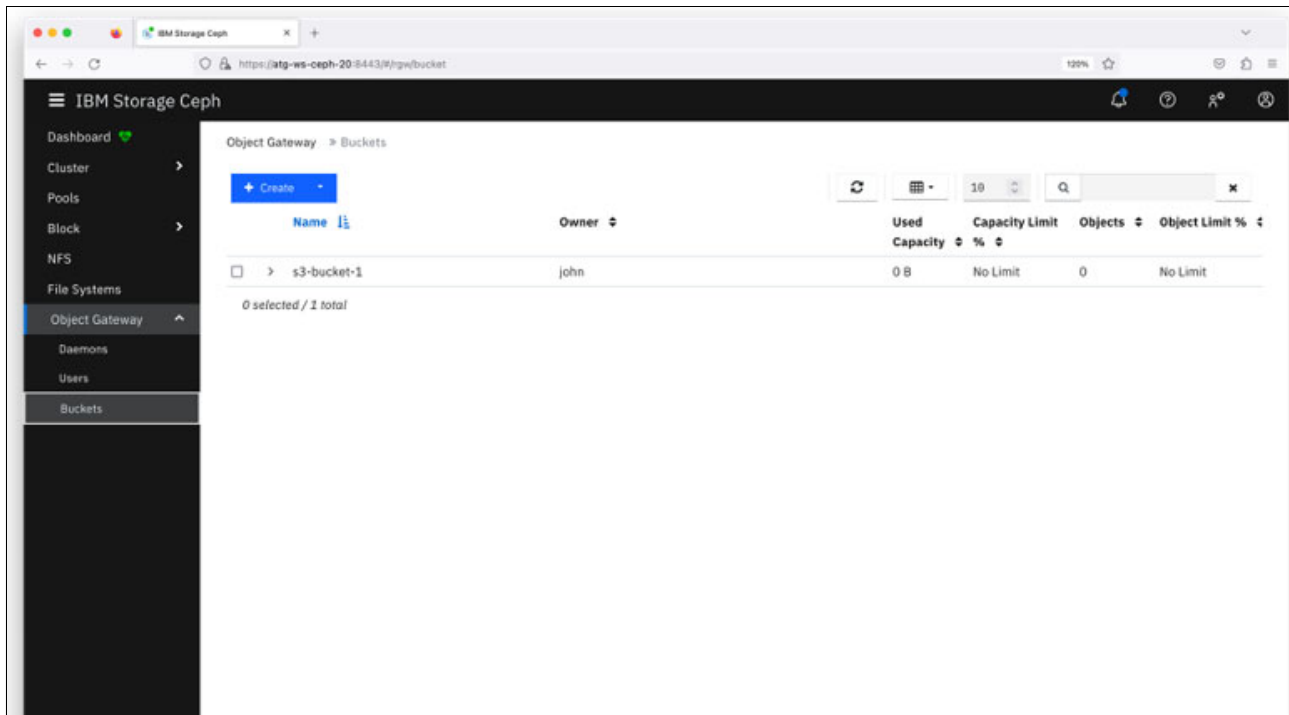 IBM Storage Ceph
https://atg-ws-ceph-20:8443/#/rgw/bucket
120%
IBM Storage Ceph
Dashboard
Cluster
Pools
Block
NFS
File Systems
Object Gateway
Daemons
Users
Buckets
Object Gateway » Buckets
+ Create
10
Name Owner Used Capacity Capacity Limit % Objects Object Limit %
s3-bucket-1 john 0 B No Limit 0 No Limit
0 selected / 1 total